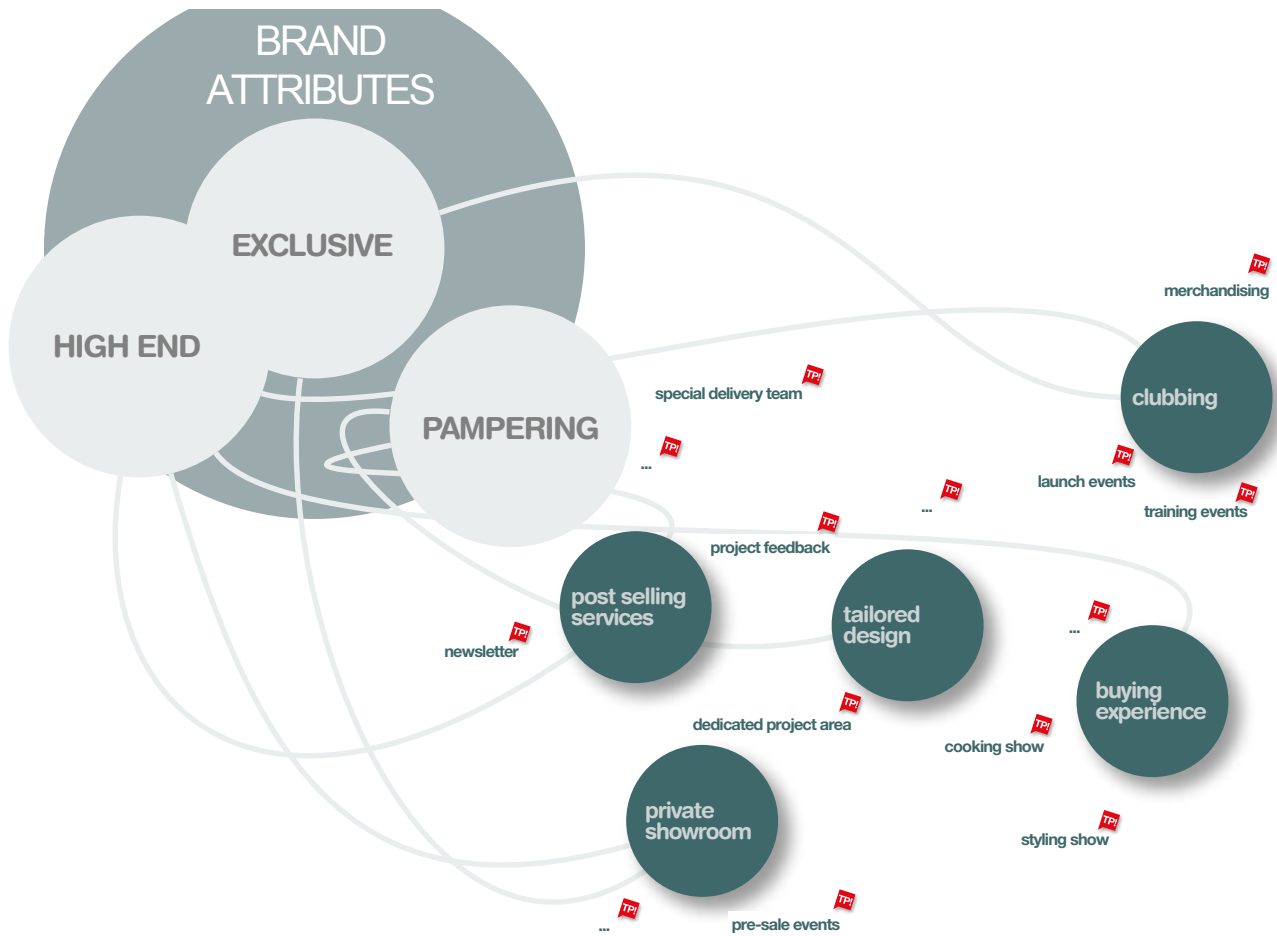 BRAND
ATTRIBUTES
EXCLUSIVE
HIGH END
PAMPERING
TP!
merchandising
TP!
special delivery team
clubbing
TP!
...
TP!
launch events
TP!
training events
TP!
...
TP!
project feedback
post selling
services
tailored
design
TP!
newsletter
TP!
...
buying
experience
TP!
dedicated project area
TP!
cooking show
private
showroom
TP!
styling show
TP!
...
TP!
pre-sale events